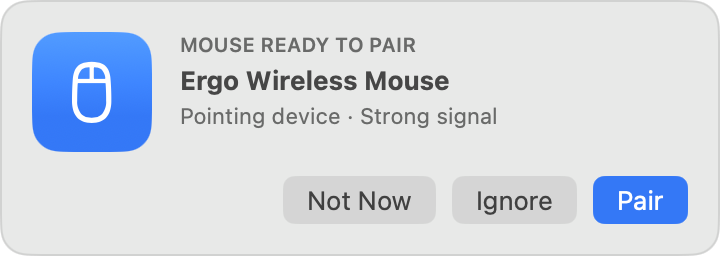 MOUSE READY TO PAIR
Ergo Wireless Mouse
Pointing device · Strong signal
Not Now Ignore Pair